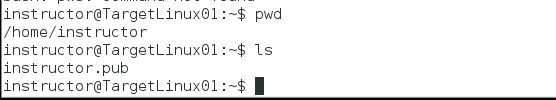 instructor@TargetLinux01:~$ pwd
/home/instructor
instructor@TargetLinux01:~$ ls
instructor.pub
instructor@TargetLinux01:~$